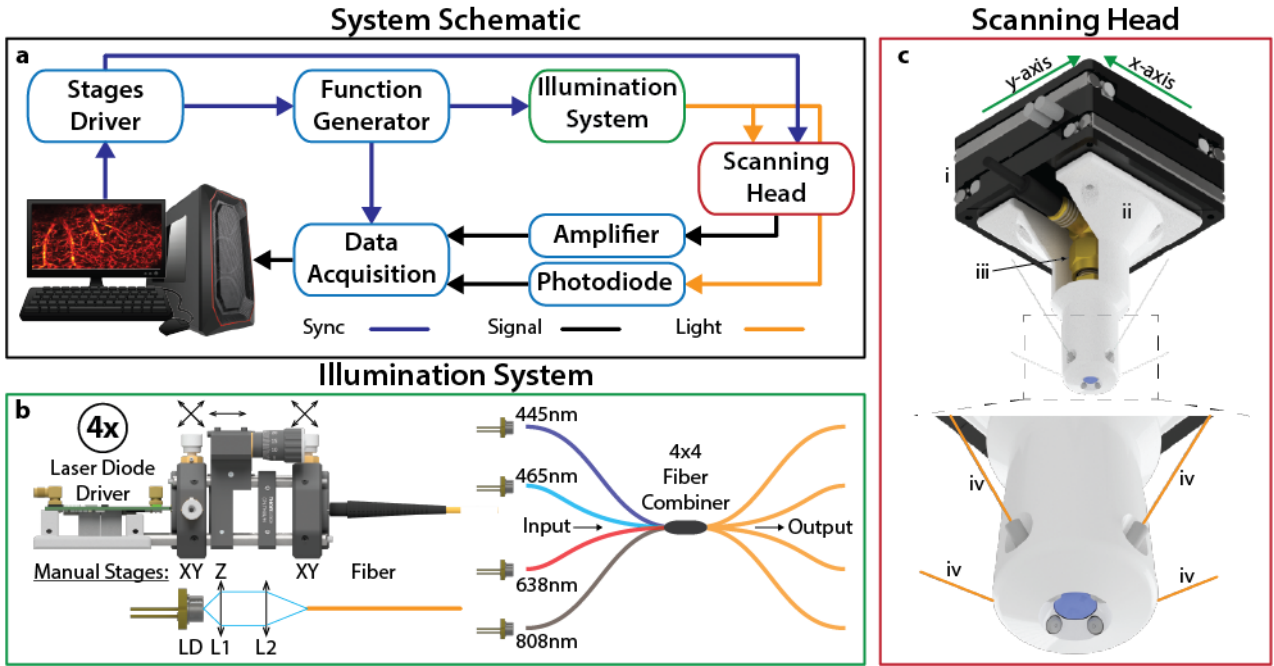 System Schematic
Scanning Head
a
Stages
Driver
Function
Generator
Illumination
System
Scanning
Head
Data
Acquisition
Amplifier
Photodiode
Sync
Signal
Light
Illumination System
b
4x
Laser Diode
Driver
Manual Stages:
XY
Z
XY
Fiber
LD
L1
L2
445nm
465nm
638nm
808nm
4x4
Fiber
Combiner
Input
Output
c
y-axis
x-axis
i
ii
iii
iv
iv
iv
iv